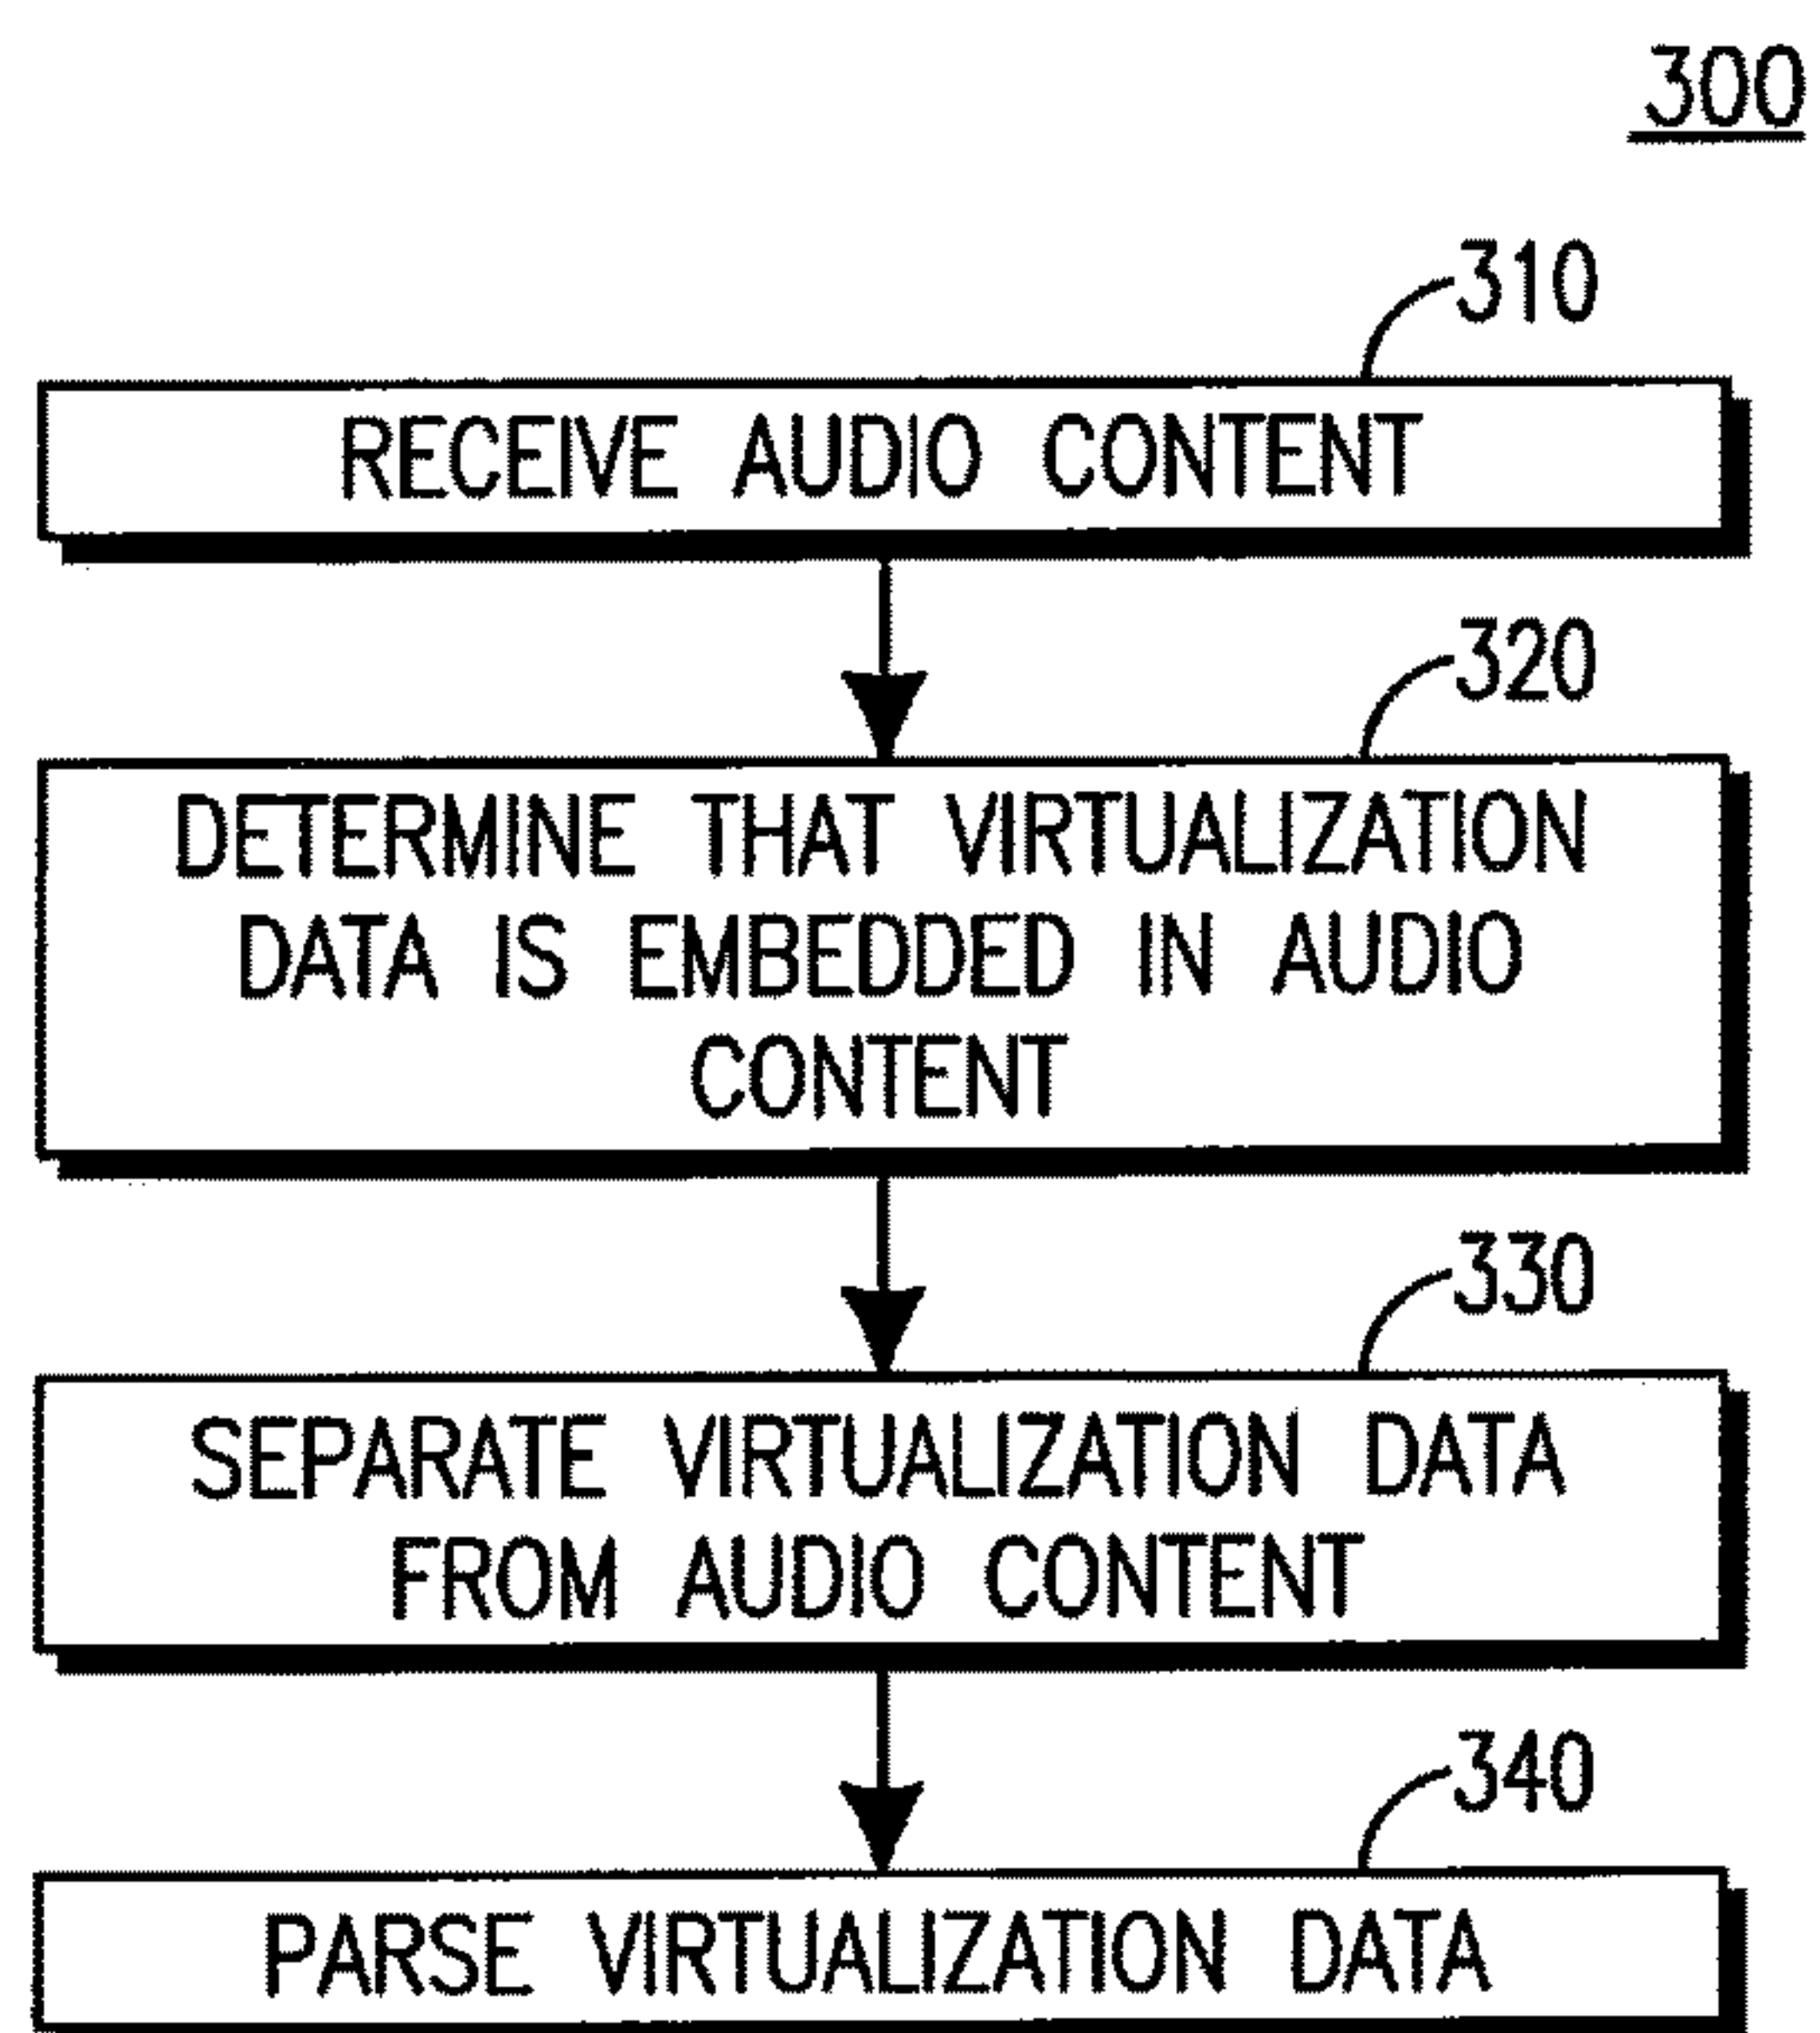 300
310
RECEIVE AUDIO CONTENT
320
DETERMINE THAT VIRTUALIZATION
DATA IS EMBEDDED IN AUDIO
CONTENT
330
SEPARATE VIRTUALIZATION DATA
FROM AUDIO CONTENT
340
PARSE VIRTUALIZATION DATA